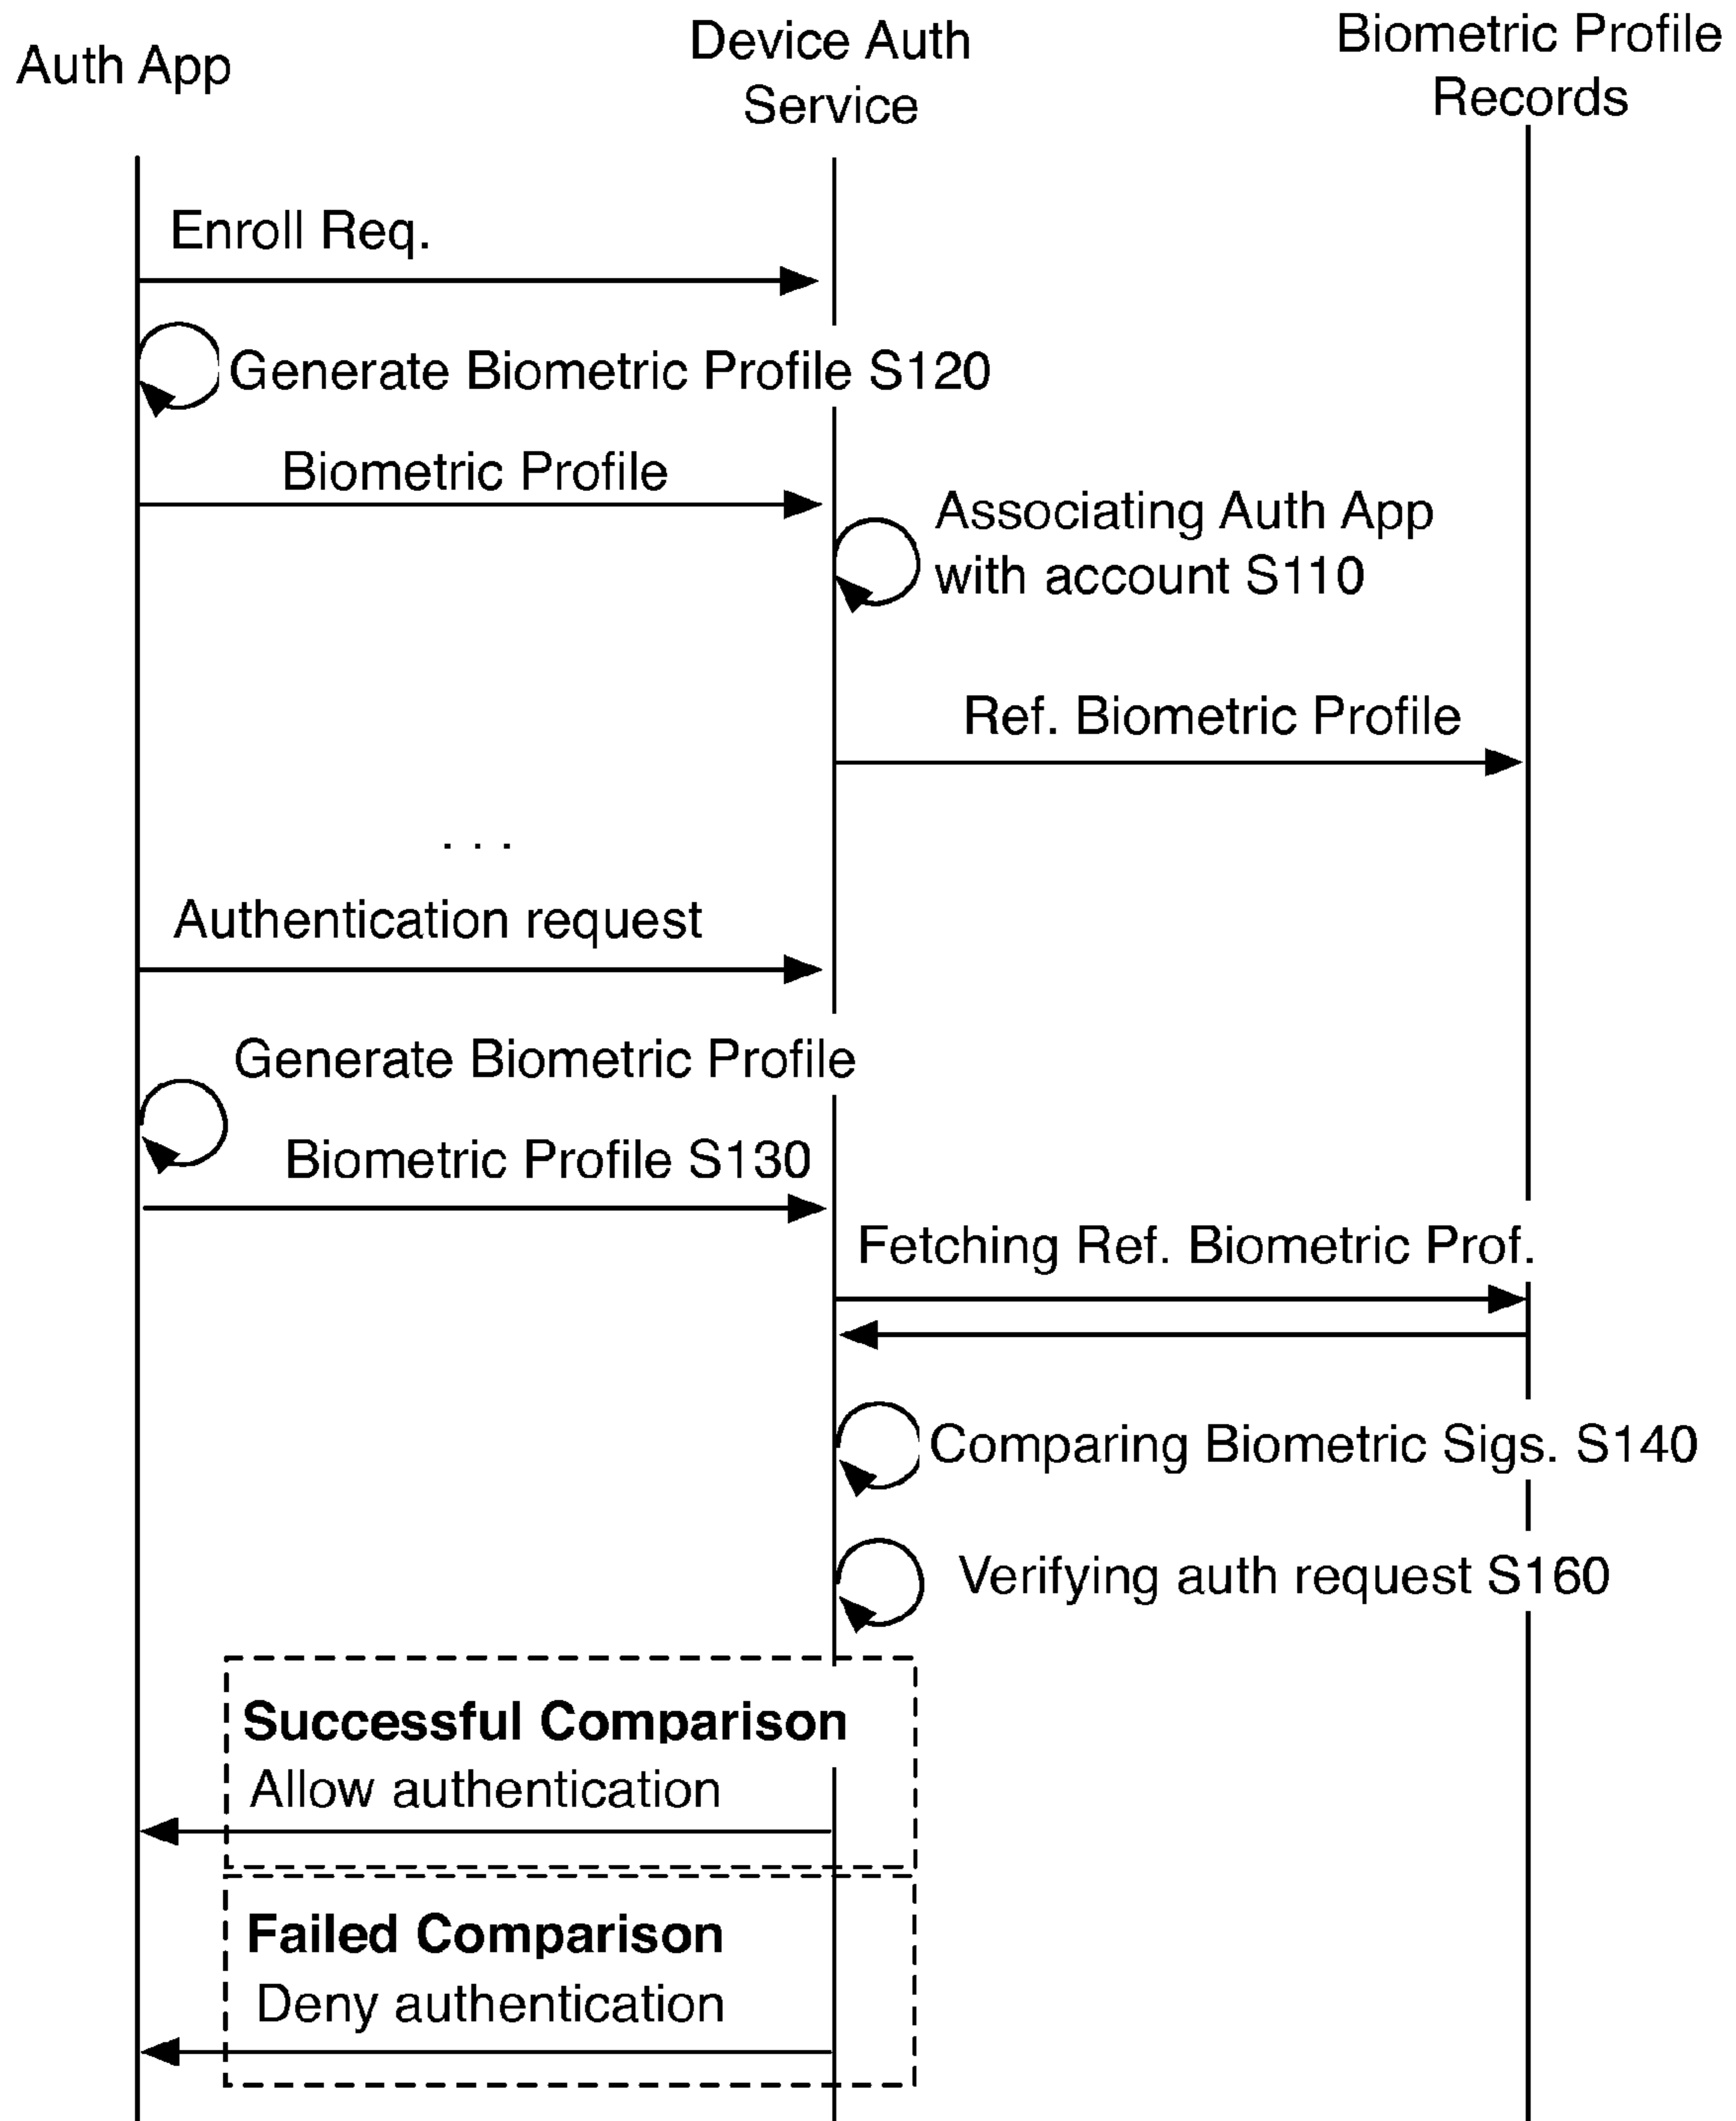 Auth App
Device Auth
Service
Biometric Profile
Records
Enroll Req.
Generate Biometric Profile S120
Biometric Profile
Associating Auth App
with account S110
Ref. Biometric Profile
. . .
Authentication request
Generate Biometric Profile
Biometric Profile S130
Fetching Ref. Biometric Prof.
Comparing Biometric Sigs. S140
Verifying auth request S160
Successful Comparison
Allow authentication
Failed Comparison
Deny authentication